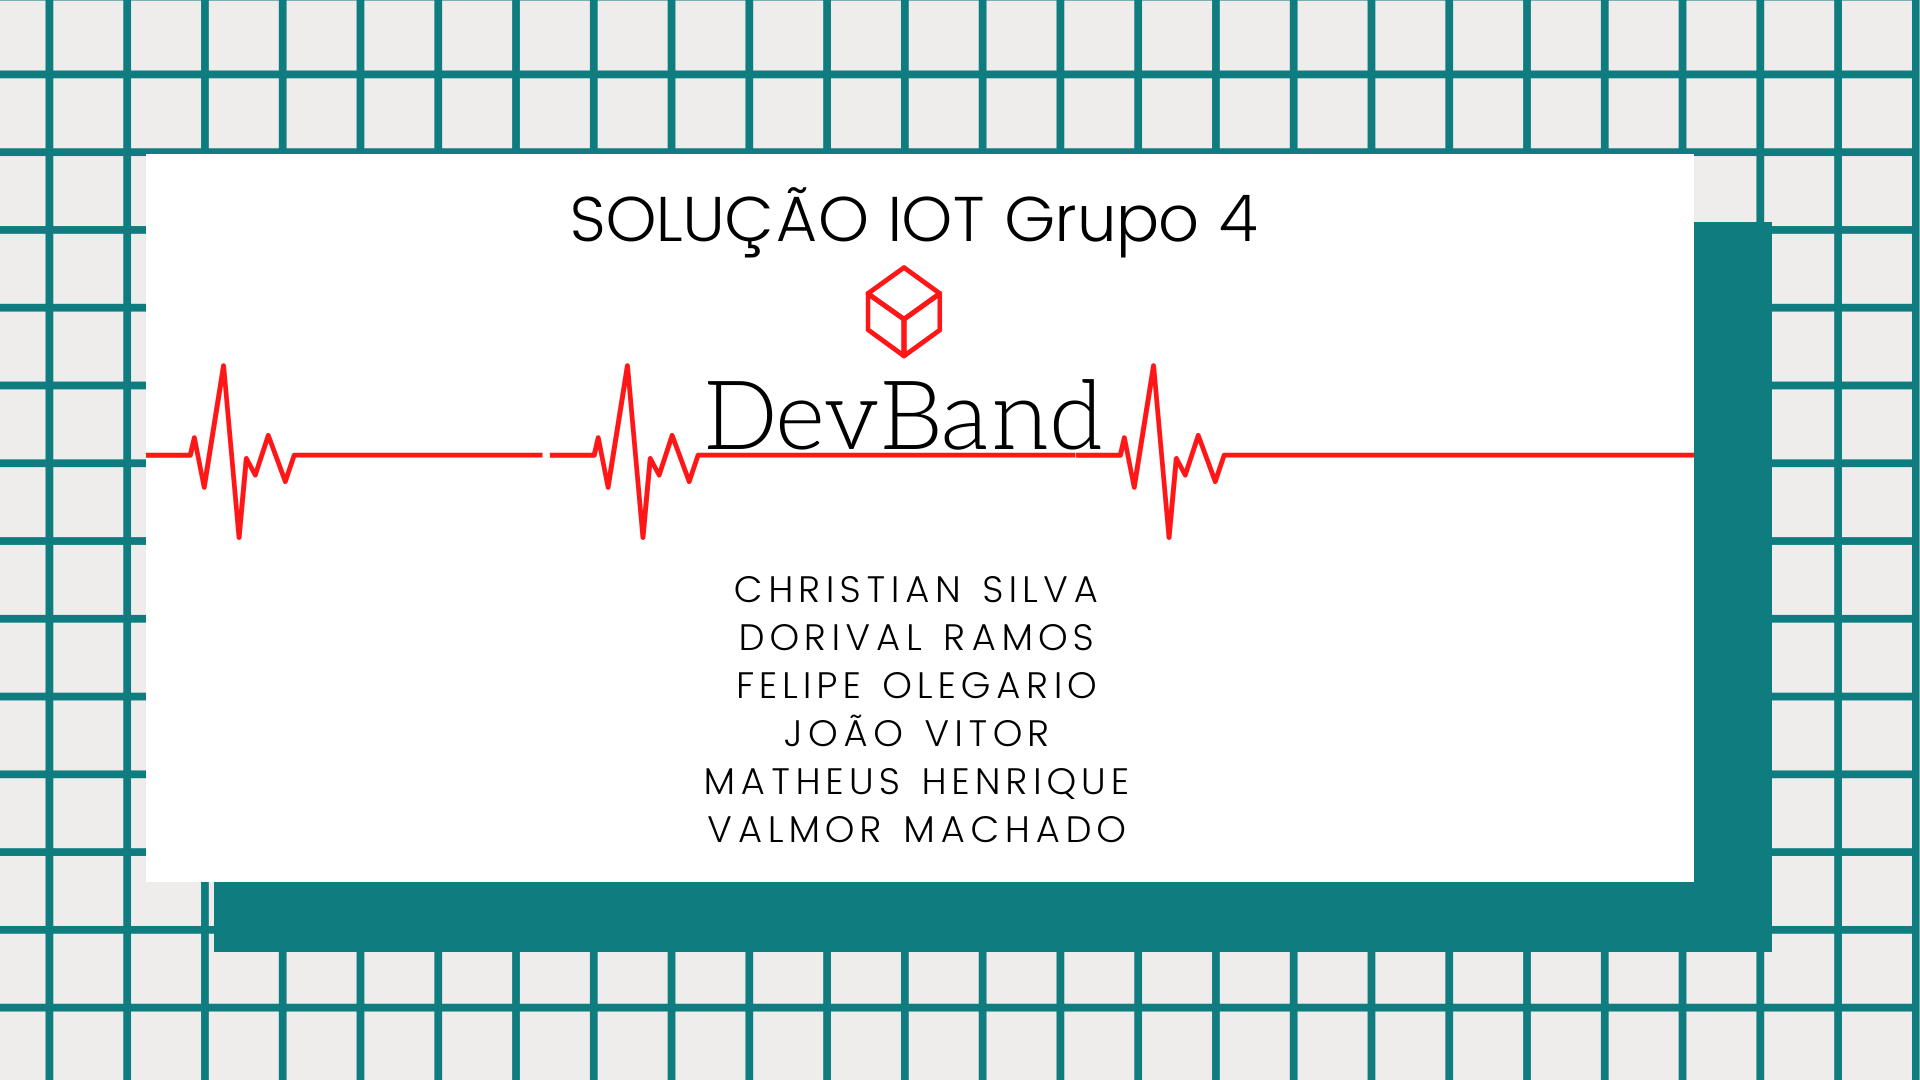 SOLUÇÃO IOT Grupo 4
DevBand
CHRISTIAN SILVA
DORIVAL RAMOS
FELIPE OLEGARIO
JOÃO VITOR
MATHEUS HENRIQUE
VALMOR MACHADO